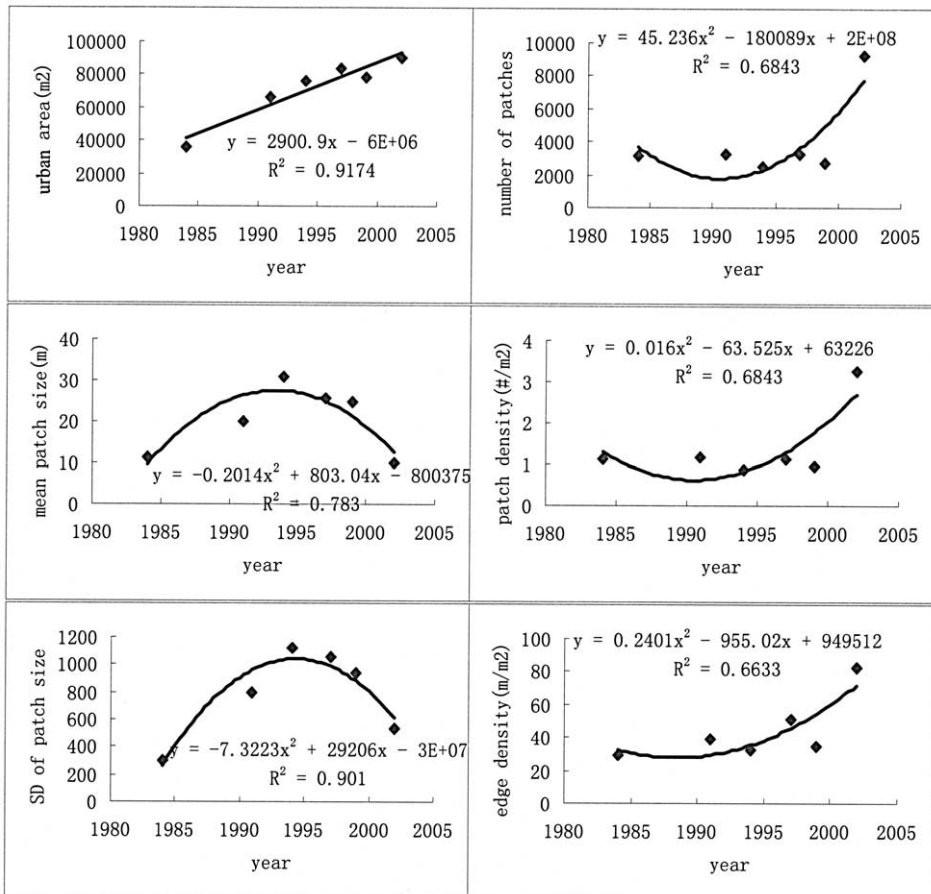 urban area(m2)
100000
80000
60000
40000
20000
0
y = 2900.9x - 6E+06
R² = 0.9174
1980 1985 1990 1995 2000 2005
year
number of patches
y = 45.236x² - 180089x + 2E+08
R² = 0.6843
10000
8000
6000
4000
2000
0
1980 1985 1990 1995 2000 2005
year
mean patch size(m)
40
30
20
10
0
y = -0.2014x² + 803.04x - 800375
R² = 0.783
1980 1985 1990 1995 2000 2005
year
patch density(#/m2)
4
3
2
1
0
y = 0.016x² - 63.525x + 63226
R² = 0.6843
1980 1985 1990 1995 2000 2005
year
SD of patch size
1200
1000
800
600
400
200
0
y = -7.3223x² + 29206x - 3E+07
R² = 0.901
1980 1985 1990 1995 2000 2005
year
edge density(m/m2)
100
80
60
40
20
0
y = 0.2401x² - 955.02x + 949512
R² = 0.6633
1980 1985 1990 1995 2000 2005
year